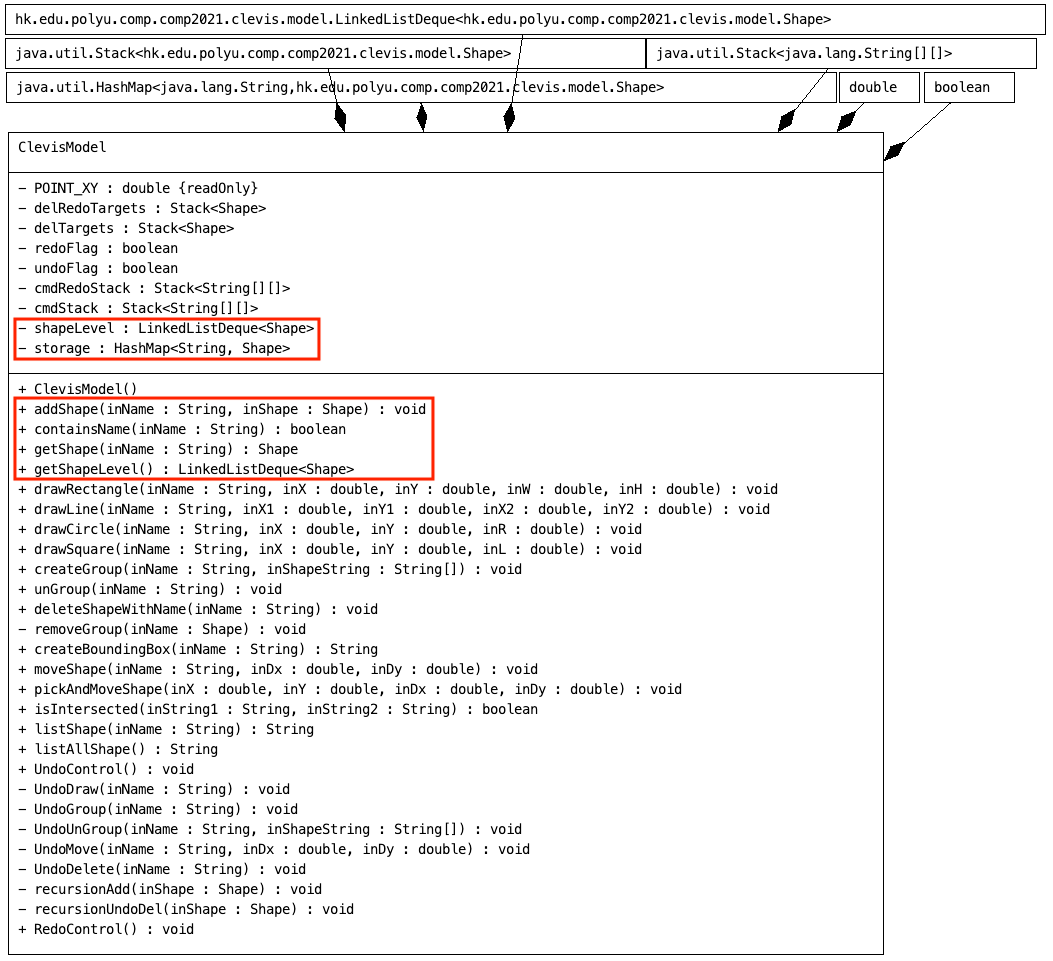 hk.edu.polyu.comp.comp2021.clevis.model.LinkedListDeque<hk.edu.polyu.comp.comp2021.clevis.model.Shape>
java.util.Stack<hk.edu.polyu.comp.comp2021.clevis.model.Shape>
java.util.Stack<java.lang.String[][]>
java.util.HashMap<java.lang.String,hk.edu.polyu.comp.comp2021.clevis.model.Shape>
double
boolean
ClevisModel
– POINT_XY : double {readOnly}
– delRedoTargets : Stack<Shape>
– delTargets : Stack<Shape>
– redoFlag : boolean
– undoFlag : boolean
– cmdRedoStack : Stack<String[][]>
– cmdStack : Stack<String[][]>
– shapeLevel : LinkedListDeque<Shape>
– storage : HashMap<String, Shape>
+ ClevisModel()
+ addShape(inName : String, inShape : Shape) : void
+ containsName(inName : String) : boolean
+ getShape(inName : String) : Shape
+ getShapeLevel() : LinkedListDeque<Shape>
+ drawRectangle(inName : String, inX : double, inY : double, inW : double, inH : double) : void
+ drawLine(inName : String, inX1 : double, inY1 : double, inX2 : double, inY2 : double) : void
+ drawCircle(inName : String, inX : double, inY : double, inR : double) : void
+ drawSquare(inName : String, inX : double, inY : double, inL : double) : void
+ createGroup(inName : String, inShapeString : String[]) : void
+ unGroup(inName : String) : void
+ deleteShapeWithName(inName : String) : void
– removeGroup(inName : Shape) : void
+ createBoundingBox(inName : String) : String
+ moveShape(inName : String, inDx : double, inDy : double) : void
+ pickAndMoveShape(inX : double, inY : double, inDx : double, inDy : double) : void
+ isIntersected(inString1 : String, inString2 : String) : boolean
+ listShape(inName : String) : String
+ listAllShape() : String
+ UndoControl() : void
– UndoDraw(inName : String) : void
– UndoGroup(inName : String) : void
– UndoUnGroup(inName : String, inShapeString : String[]) : void
– UndoMove(inName : String, inDx : double, inDy : double) : void
– UndoDelete(inName : String) : void
– recursionAdd(inShape : Shape) : void
– recursionUndoDel(inShape : Shape) : void
+ RedoControl() : void